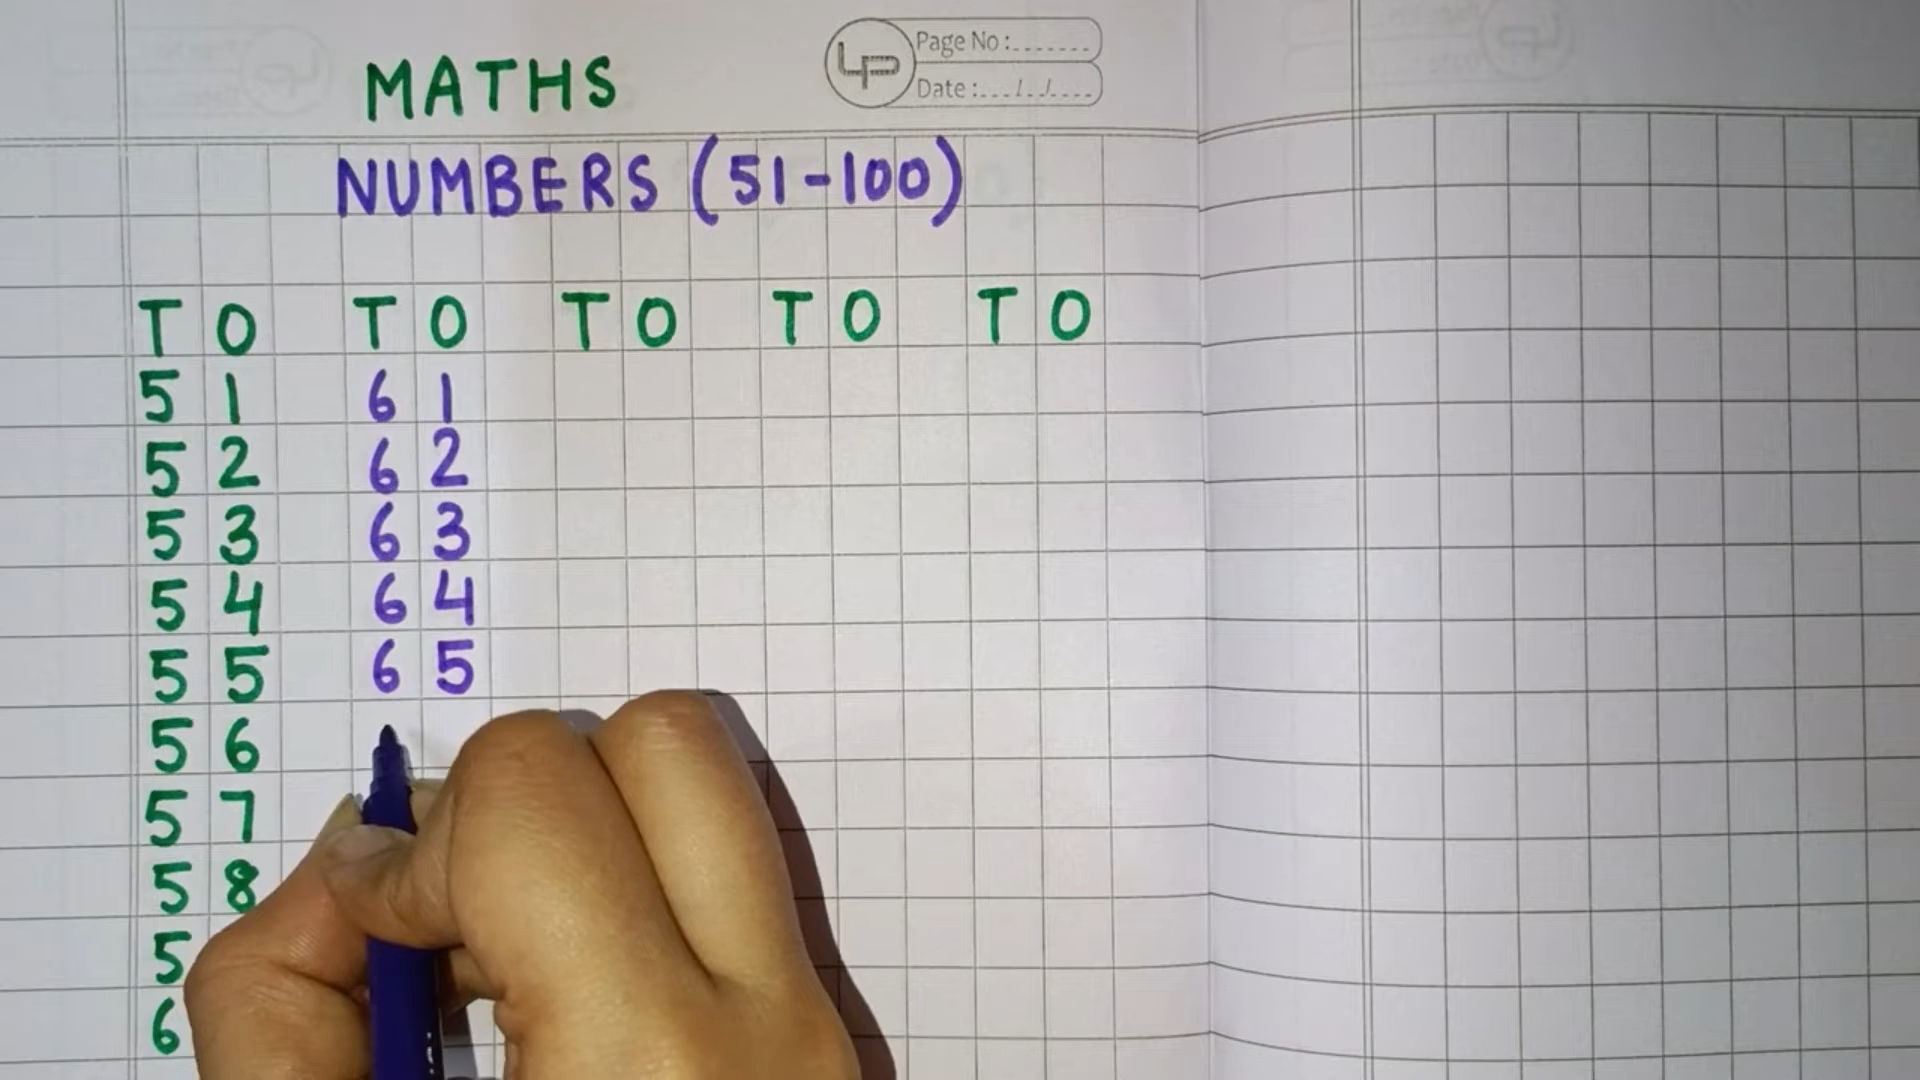 LP
Page No :.......
Date :..../../....
MATHS
NUMBERS (51-100)
T O T O T O T O T O
5 1 6 1
5 2 6 2
5 3 6 3
5 4 6 4
5 5 6 5
5 6
5 7
5 8
5
6